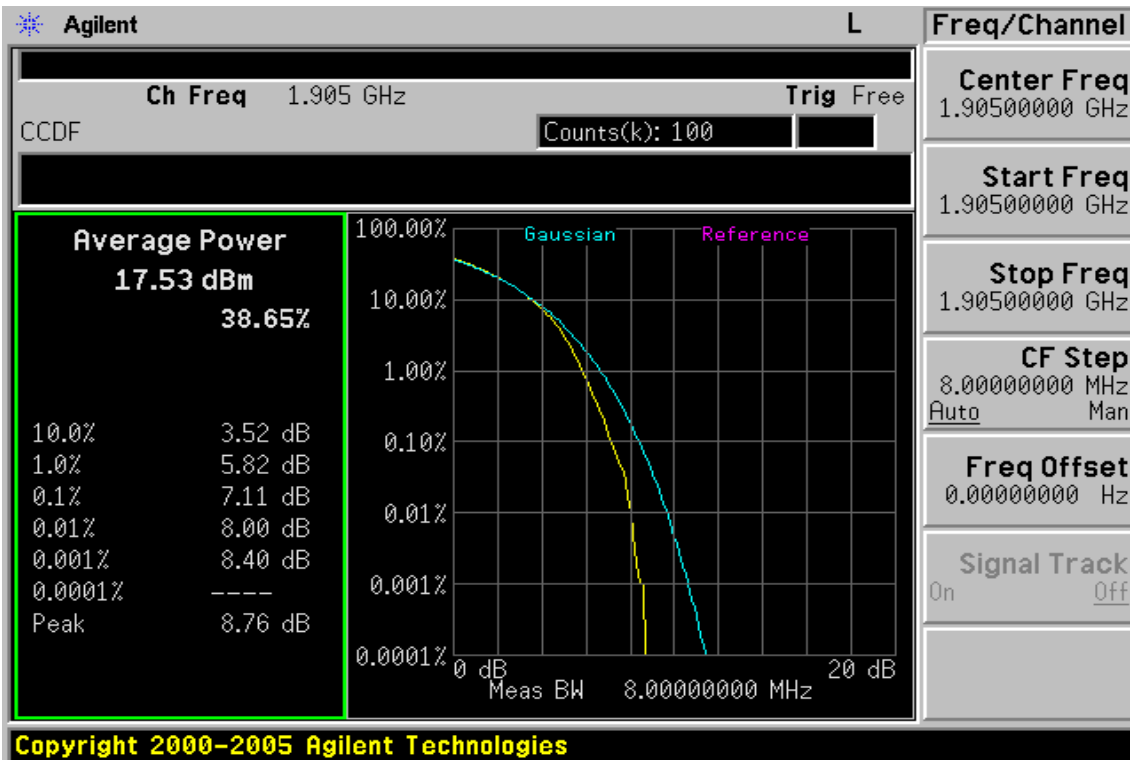 Agilent L
Ch Freq 1.905 GHz Trig Free
CCDF Counts(k): 100
Average Power
17.53 dBm
38.65%
10.0% 3.52 dB
1.0% 5.82 dB
0.1% 7.11 dB
0.01% 8.00 dB
0.001% 8.40 dB
0.0001% ----
Peak 8.76 dB
Gaussian Reference
100.00%
10.00%
1.00%
0.10%
0.01%
0.001%
0.0001%
0 dB 20 dB
Meas BW 8.00000000 MHz
Freq/Channel
Center Freq
1.90500000 GHz
Start Freq
1.90500000 GHz
Stop Freq
1.90500000 GHz
CF Step
8.00000000 MHz
Auto Man
Freq Offset
0.00000000 Hz
Signal Track
On Off
Copyright 2000-2005 Agilent Technologies